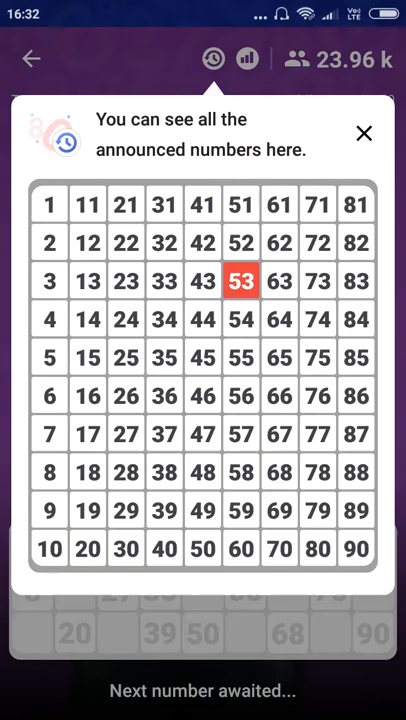 16:32
Vo)
LTE
23.96 k
You can see all the
announced numbers here.
1 11 21 31 41 51 61 71 81
2 12 22 32 42 52 62 72 82
3 13 23 33 43 53 63 73 83
4 14 24 34 44 54 64 74 84
5 15 25 35 45 55 65 75 85
6 16 26 36 46 56 66 76 86
7 17 27 37 47 57 67 77 87
8 18 28 38 48 58 68 78 88
9 19 29 39 49 59 69 79 89
10 20 30 40 50 60 70 80 90
20 39 50 68 90
Next number awaited...